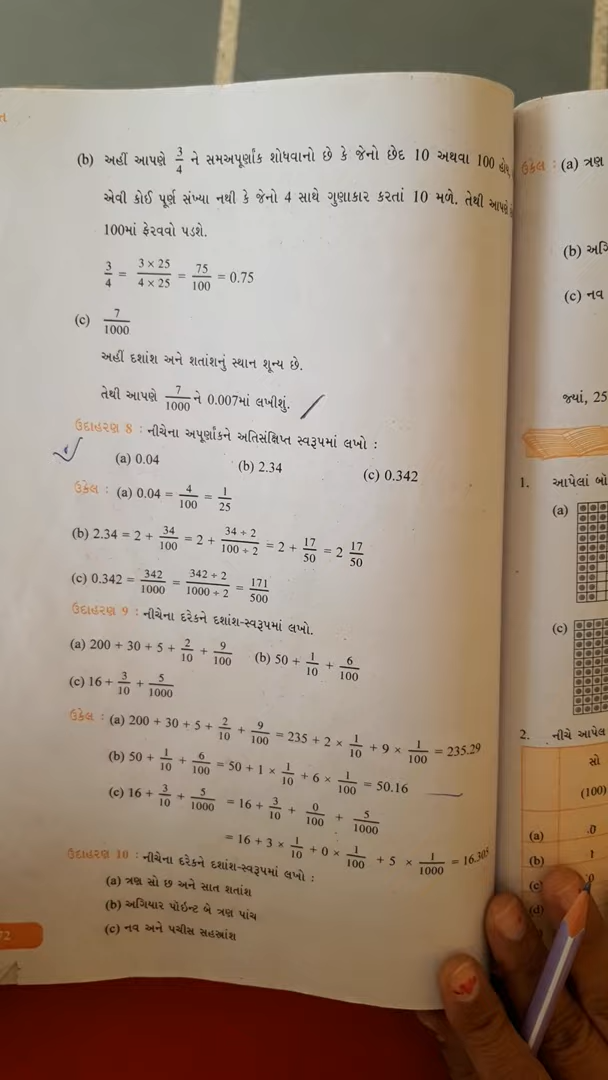 (b) અહીં આપણે 3/4 ને સમઅપૂર્ણાંક શોધવાનો છે કે જેનો છેદ 10 અથવા 100 હોય,
એવી કોઈ પૂર્ણ સંખ્યા નથી કે જેનો 4 સાથે ગુણાકાર કરતાં 10 મળે. તેથી આપણે
100માં ફેરવવો પડશે.
3/4 = (3 × 25)/(4 × 25) = 75/100 = 0.75
(c) 7/1000
અહીં દશાંશ અને શતાંશનું સ્થાન શૂન્ય છે.
તેથી આપણે 7/1000 ને 0.007માં લખીશું.
ઉદાહરણ 8 : નીચેના અપૂર્ણાંકને અતિસંક્ષિપ્ત સ્વરૂપમાં લખો :
(a) 0.04 (b) 2.34 (c) 0.342
ઉકેલ : (a) 0.04 = 4/100 = 1/25
(b) 2.34 = 2 + 34/100 = 2 + (34 ÷ 2)/(100 ÷ 2) = 2 + 17/50 = 2 17/50
(c) 0.342 = 342/1000 = (342 ÷ 2)/(1000 ÷ 2) = 171/500
ઉદાહરણ 9 : નીચેના દરેકને દશાંશ-સ્વરૂપમાં લખો.
(a) 200 + 30 + 5 + 2/10 + 9/100 (b) 50 + 1/10 + 6/100
(c) 16 + 3/10 + 5/1000
ઉકેલ : (a) 200 + 30 + 5 + 2/10 + 9/100 = 235 + 2 × 1/10 + 9 × 1/100 = 235.29
(b) 50 + 1/10 + 6/100 = 50 + 1 × 1/10 + 6 × 1/100 = 50.16
(c) 16 + 3/10 + 5/1000 = 16 + 3/10 + 0/100 + 5/1000
= 16 + 3 × 1/10 + 0 × 1/100 + 5 × 1/1000 = 16.305
ઉદાહરણ 10 : નીચેના દરેકને દશાંશ-સ્વરૂપમાં લખો :
(a) ત્રણ સો છ અને સાત શતાંશ
(b) અગિયાર પૉઇન્ટ બે ત્રણ પાંચ
(c) નવ અને પચીસ સહસ્રાંશ
72
ઉકેલ : (a) ત્રણ
(b)
(c) નવ
જ્યાં, 25
1. આપેલાં
(a)
(c)
2. નીચે આપેલ
સો
(100)
(a) 0
(b) 1
(c) 0
(d)